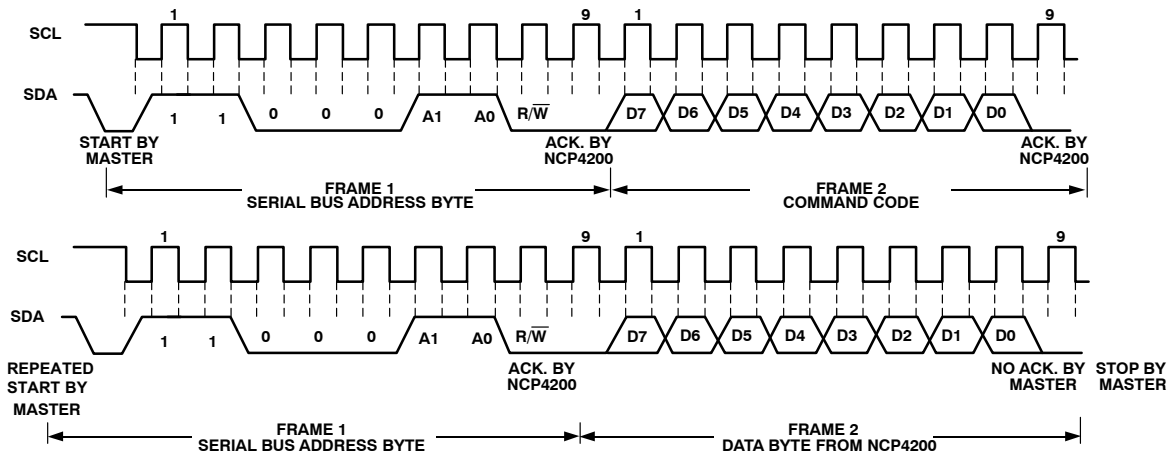 1 9 1 9
SCL
SDA
1 1 0 0 0 A1 A0 R/W̅ D7 D6 D5 D4 D3 D2 D1 D0
START BY
MASTER
ACK. BY
NCP4200
ACK. BY
NCP4200
FRAME 1
SERIAL BUS ADDRESS BYTE
FRAME 2
COMMAND CODE
1 9 1 9
SCL
SDA
1 1 0 0 0 A1 A0 R/W̅ D7 D6 D5 D4 D3 D2 D1 D0
REPEATED
START BY
MASTER
ACK. BY
NCP4200
NO ACK. BY
MASTER
STOP BY
MASTER
FRAME 1
SERIAL BUS ADDRESS BYTE
FRAME 2
DATA BYTE FROM NCP4200